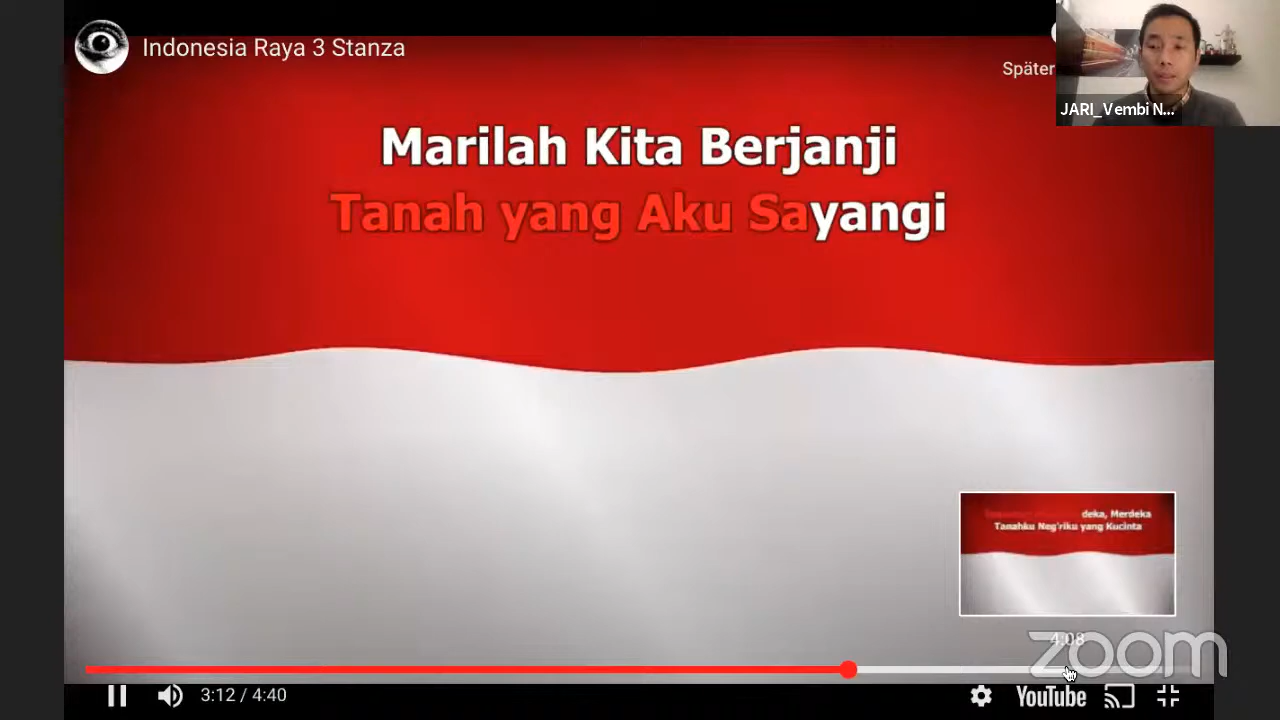 Indonesia Raya 3 Stanza
Später
JARI_Vembi N...
Marilah Kita Berjanji
Tanah yang Aku Sayangi
deka, Merdeka
Tanahku Neg'riku yang Kucinta
4:08
zoom
3:12 / 4:40
YouTube